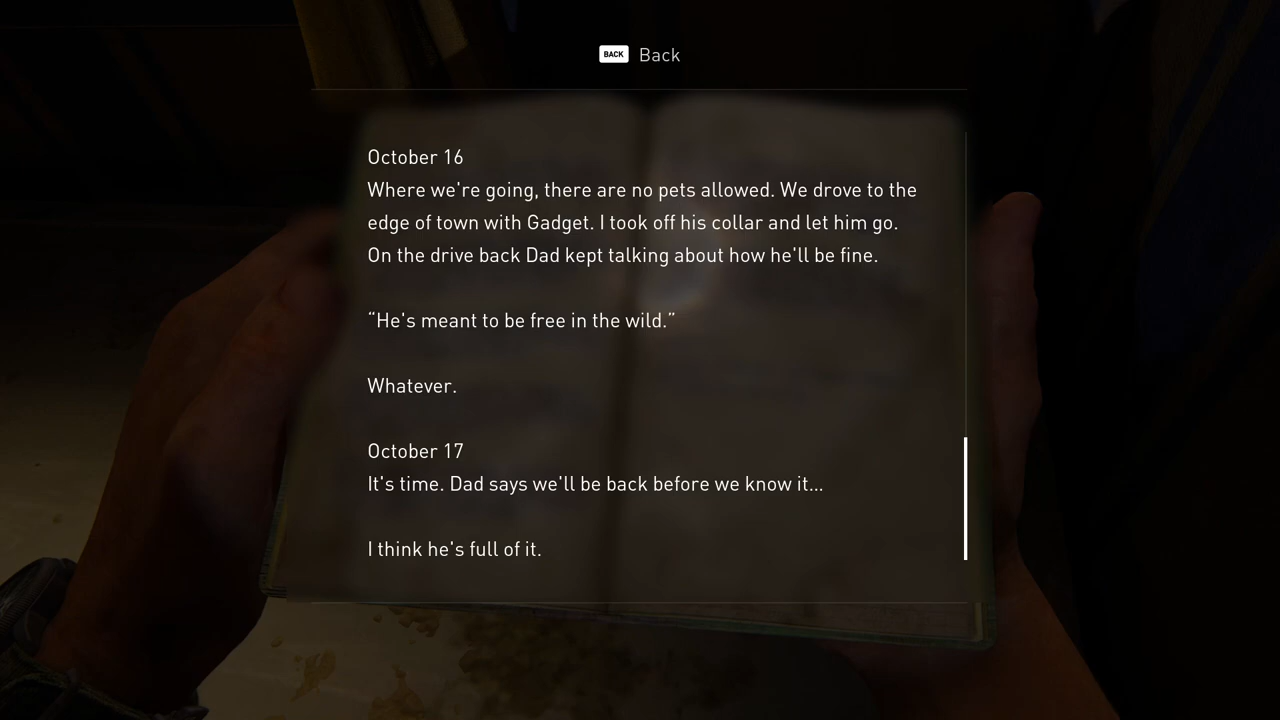 BACK Back
October 16
Where we're going, there are no pets allowed. We drove to the
edge of town with Gadget. I took off his collar and let him go.
On the drive back Dad kept talking about how he'll be fine.
“He's meant to be free in the wild.”
Whatever.
October 17
It's time. Dad says we'll be back before we know it...
I think he's full of it.